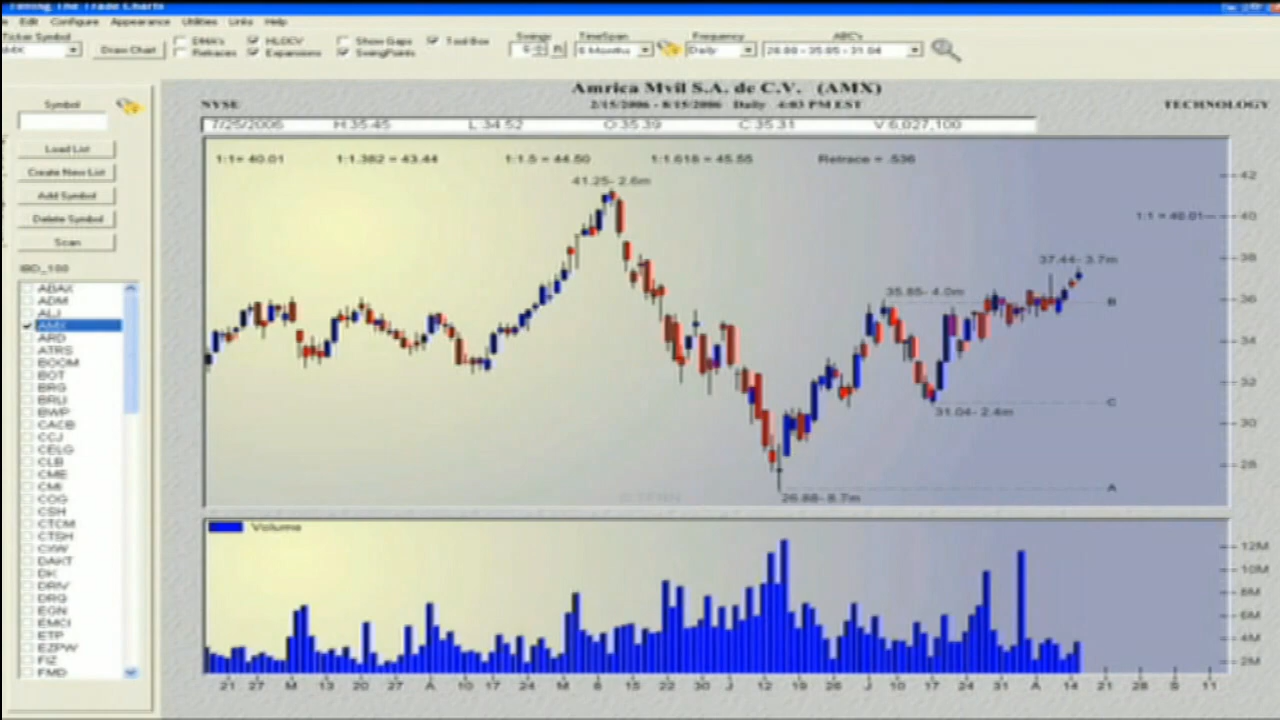 Timing The Trade Charts
Edit Configure Appearance Utilities Links Help
Ticker Symbol
AMX
Draw Chart
EMA's
HLOCV
Show Gaps
Tool Box
Retraces
Expansions
SwingPoints
Swings
R
TimeSpan
6 Months
Frequency
Daily
ABC's
26.88 - 35.85 - 31.04
Symbol
Load List
Create New List
Add Symbol
Delete Symbol
Scan
IBD_100
ABAX
ADM
ALJ
AMX
ARD
ATRS
BOOM
BOT
BRG
BRLI
BWP
CACB
CCJ
CELG
CLB
CME
CMI
COG
CSH
CTCM
CTSH
CXW
DAKT
DK
DRIV
DRQ
EGN
EMCI
ETP
EZPW
FIZ
FMD
Amrica Mvil S.A. de C.V. (AMX)
NYSE
2/15/2006 - 8/15/2006 Daily 4:03 PM EST
TECHNOLOGY
7/25/2006 H:35.45 L:34.52 O:35.39 C:35.31 V:6,027,100
1:1= 40.01 1:1.382 = 43.44 1:1.5 = 44.50 1:1.618 = 45.55 Retrace = .536
41.25- 2.6m
42
1:1 = 40.01
40
37.44- 3.7m
38
35.85- 4.0m
B
36
34
32
C
31.04- 2.4m
30
28
A
26.88- 8.7m
Volume
12M
10M
8M
6M
4M
2M
21 27 M 13 20 27 A 10 17 24 M 8 15 22 30 J 12 19 26 J 10 17 24 31 A 14 21 28 S 11